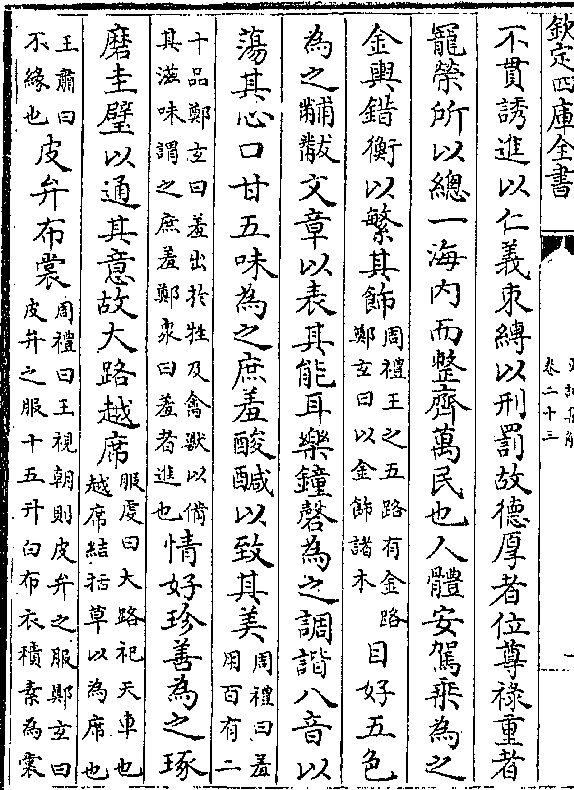 欽定四庫全書
卷二十三
不貫誘進以仁義束縛以刑罰故德厚者位尊祿重者
寵榮所以總一海内而整齊萬民也人體安駕乗為之
金輿錯衡以繁其飾周禮王之五路有金路鄭玄曰以金飾諸木目好五色
為之黼黻文章以表其能耳樂鐘磬為之調諧八音以
蕩其心口甘五味為之庶羞酸鹹以致其美周禮曰羞用百有二
十品鄭玄曰羞出於牲及禽獸以備其滋味謂之庶羞鄭衆曰羞者進也情好珍善為之琢
磨圭璧以通其意故大路越席服虔曰大路祀天車也越席結括草以為席也
王肅曰不緣也皮弁布裳周禮曰王視朝則皮弁之服鄭玄曰皮弁之服十五升白布衣積素為裳